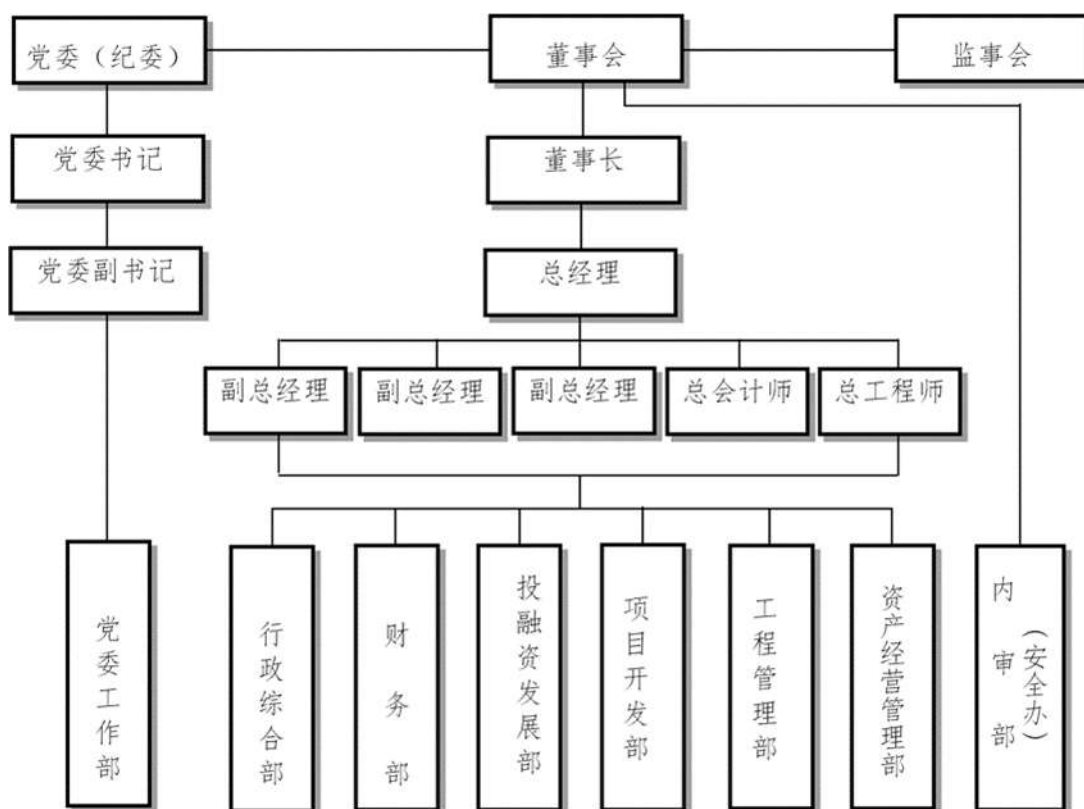 党委（纪委）
董事会
监事会
党委书记
董事长
党委副书记
总经理
副总经理
副总经理
副总经理
总会计师
总工程师
党委工作部
行政综合部
财务部
投融资发展部
项目开发部
工程管理部
资产经营管理部
内审部
（安全办）